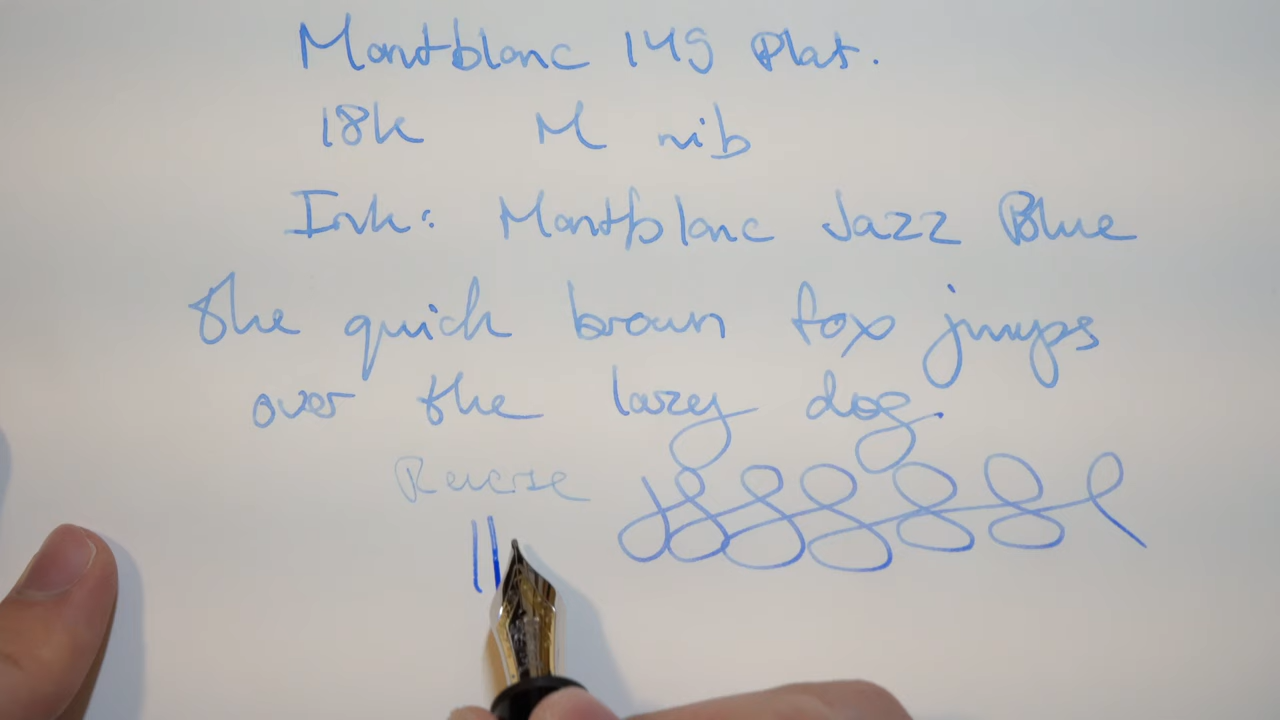 Montblanc 149 Plat.
18k M nib
Ink: Montblanc Jazz Blue
The quick brown fox jumps
over the lazy dog.
Reverse